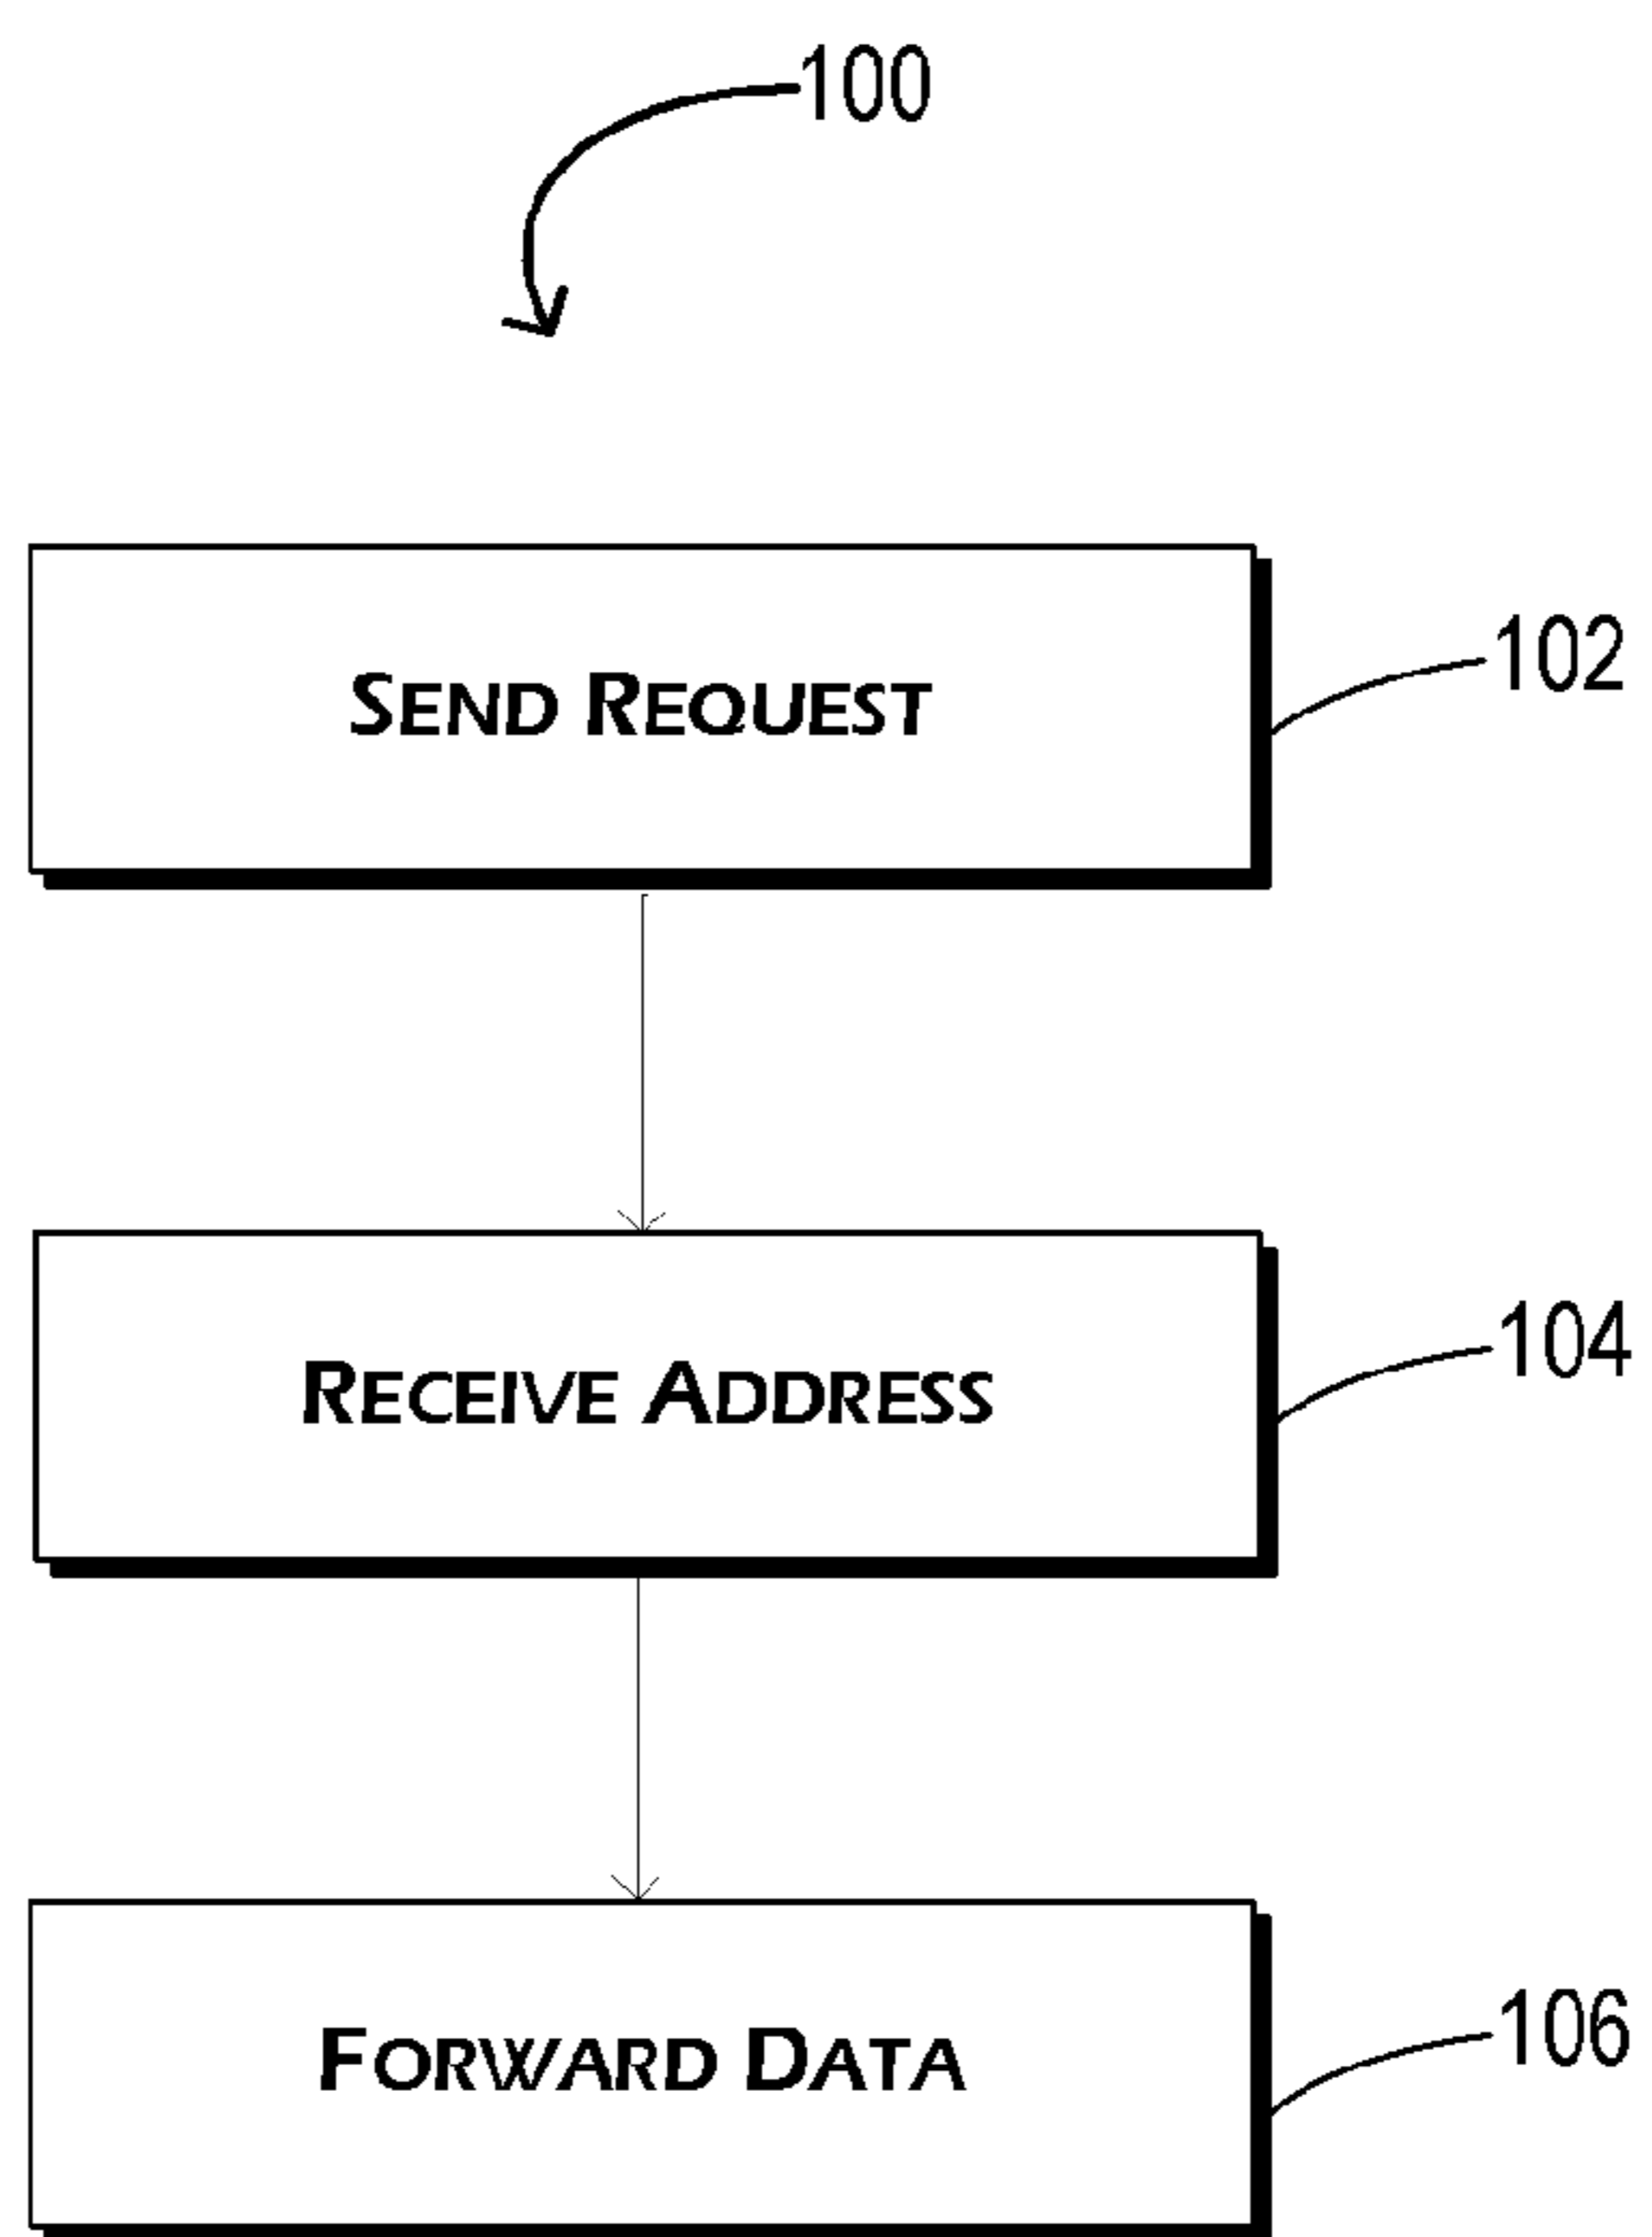 100
SEND REQUEST
102
RECEIVE ADDRESS
104
FORWARD DATA
106